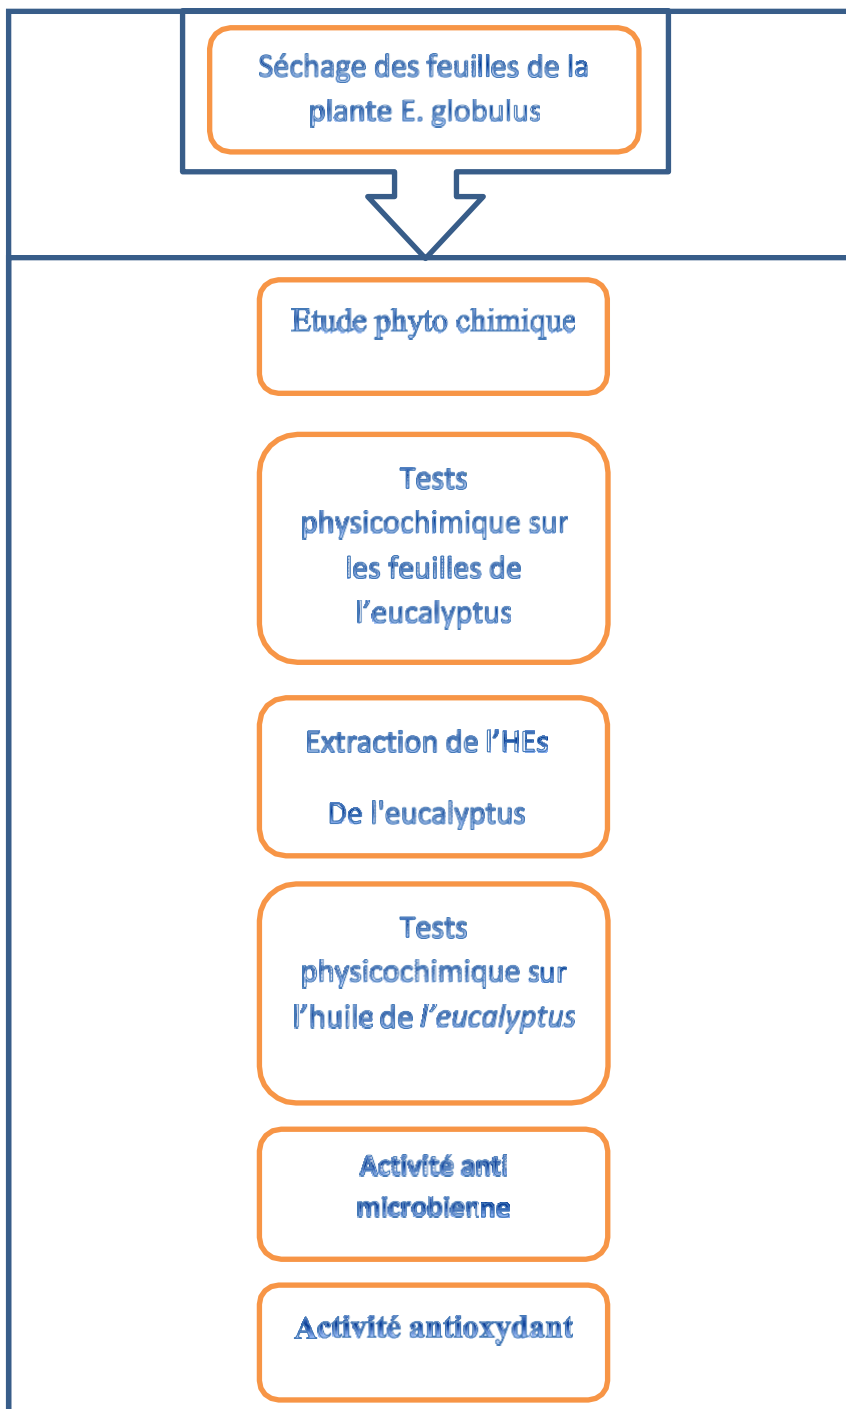 Séchage des feuilles de la
plante E. globulus
Etude phyto chimique
Tests
physicochimique sur
les feuilles de
l’eucalyptus
Extraction de l’HEs
De l'eucalyptus
Tests
physicochimique sur
l’huile de l’eucalyptus
Activité anti
microbienne
Activité antioxydant